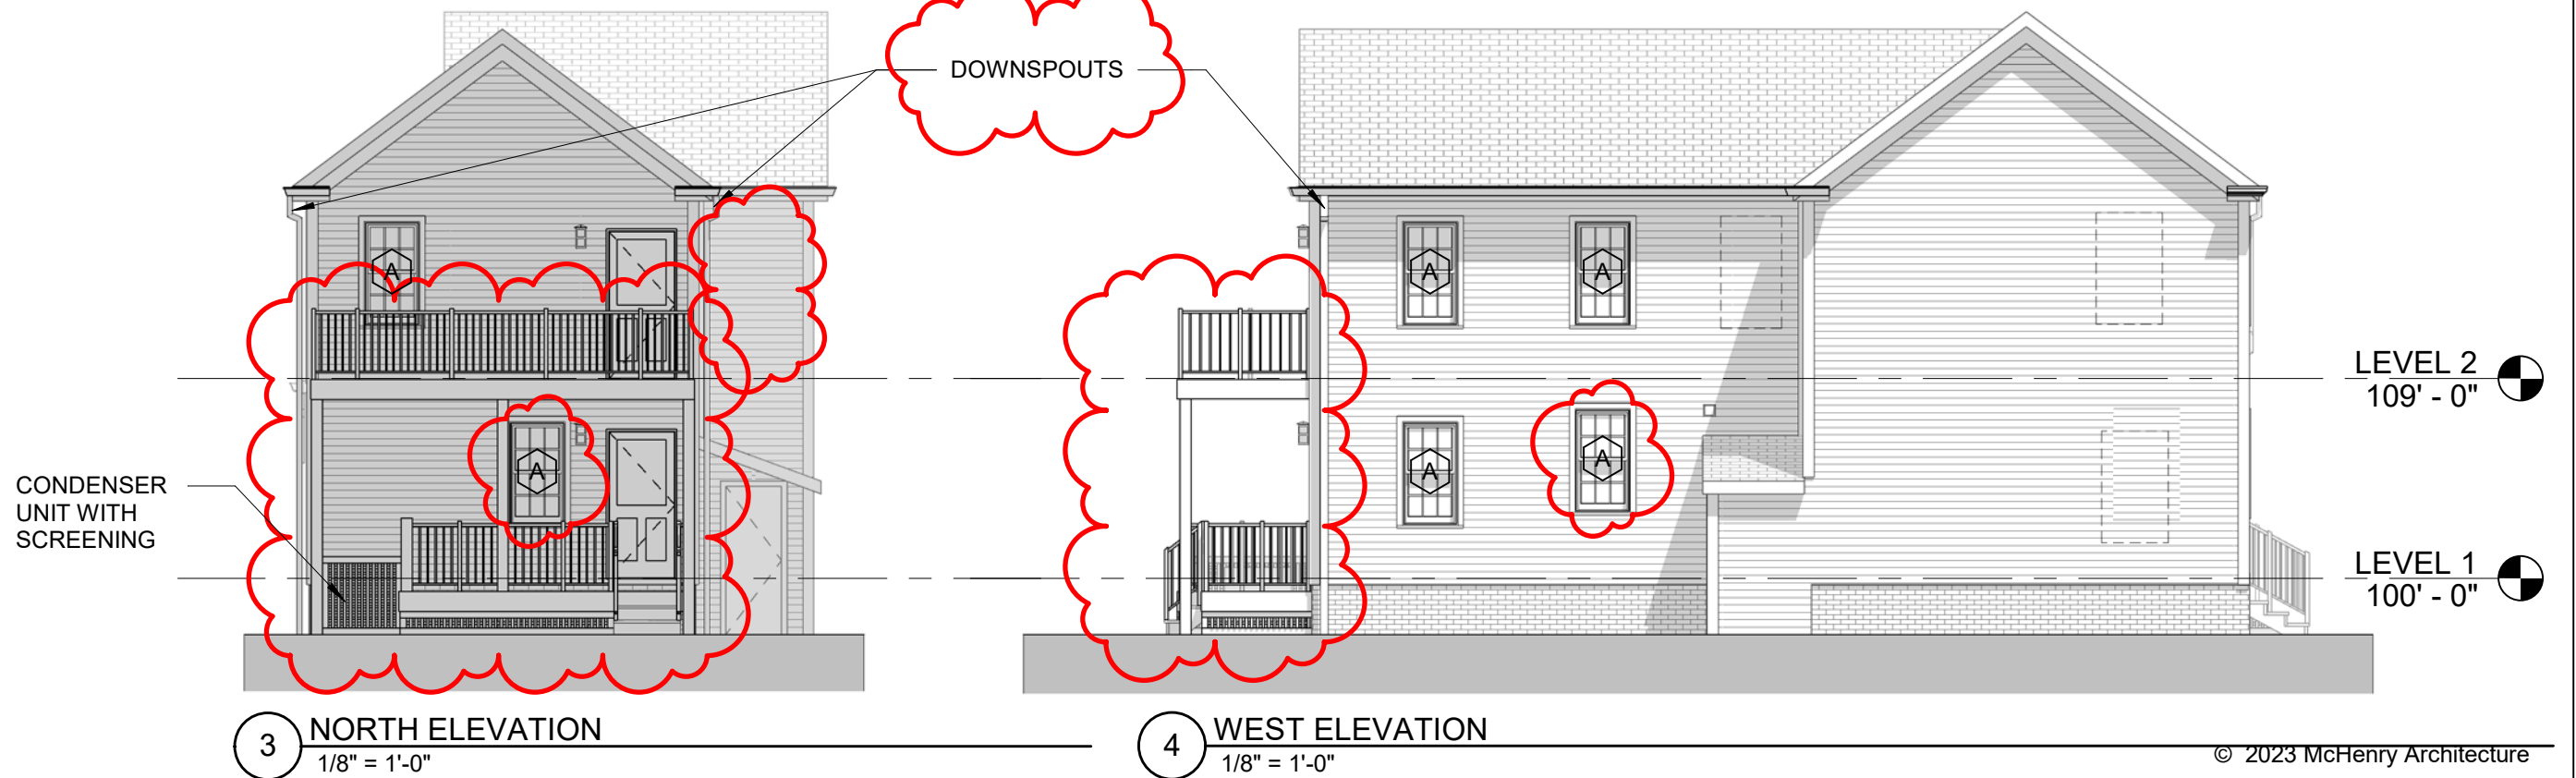 DOWNSPOUTS
A
A
A
LEVEL 2
109' - 0"
A
A
A
CONDENSER
UNIT WITH
SCREENING
LEVEL 1
100' - 0"
3 NORTH ELEVATION
1/8" = 1'-0"
4 WEST ELEVATION
1/8" = 1'-0"
© 2023 McHenry Architecture